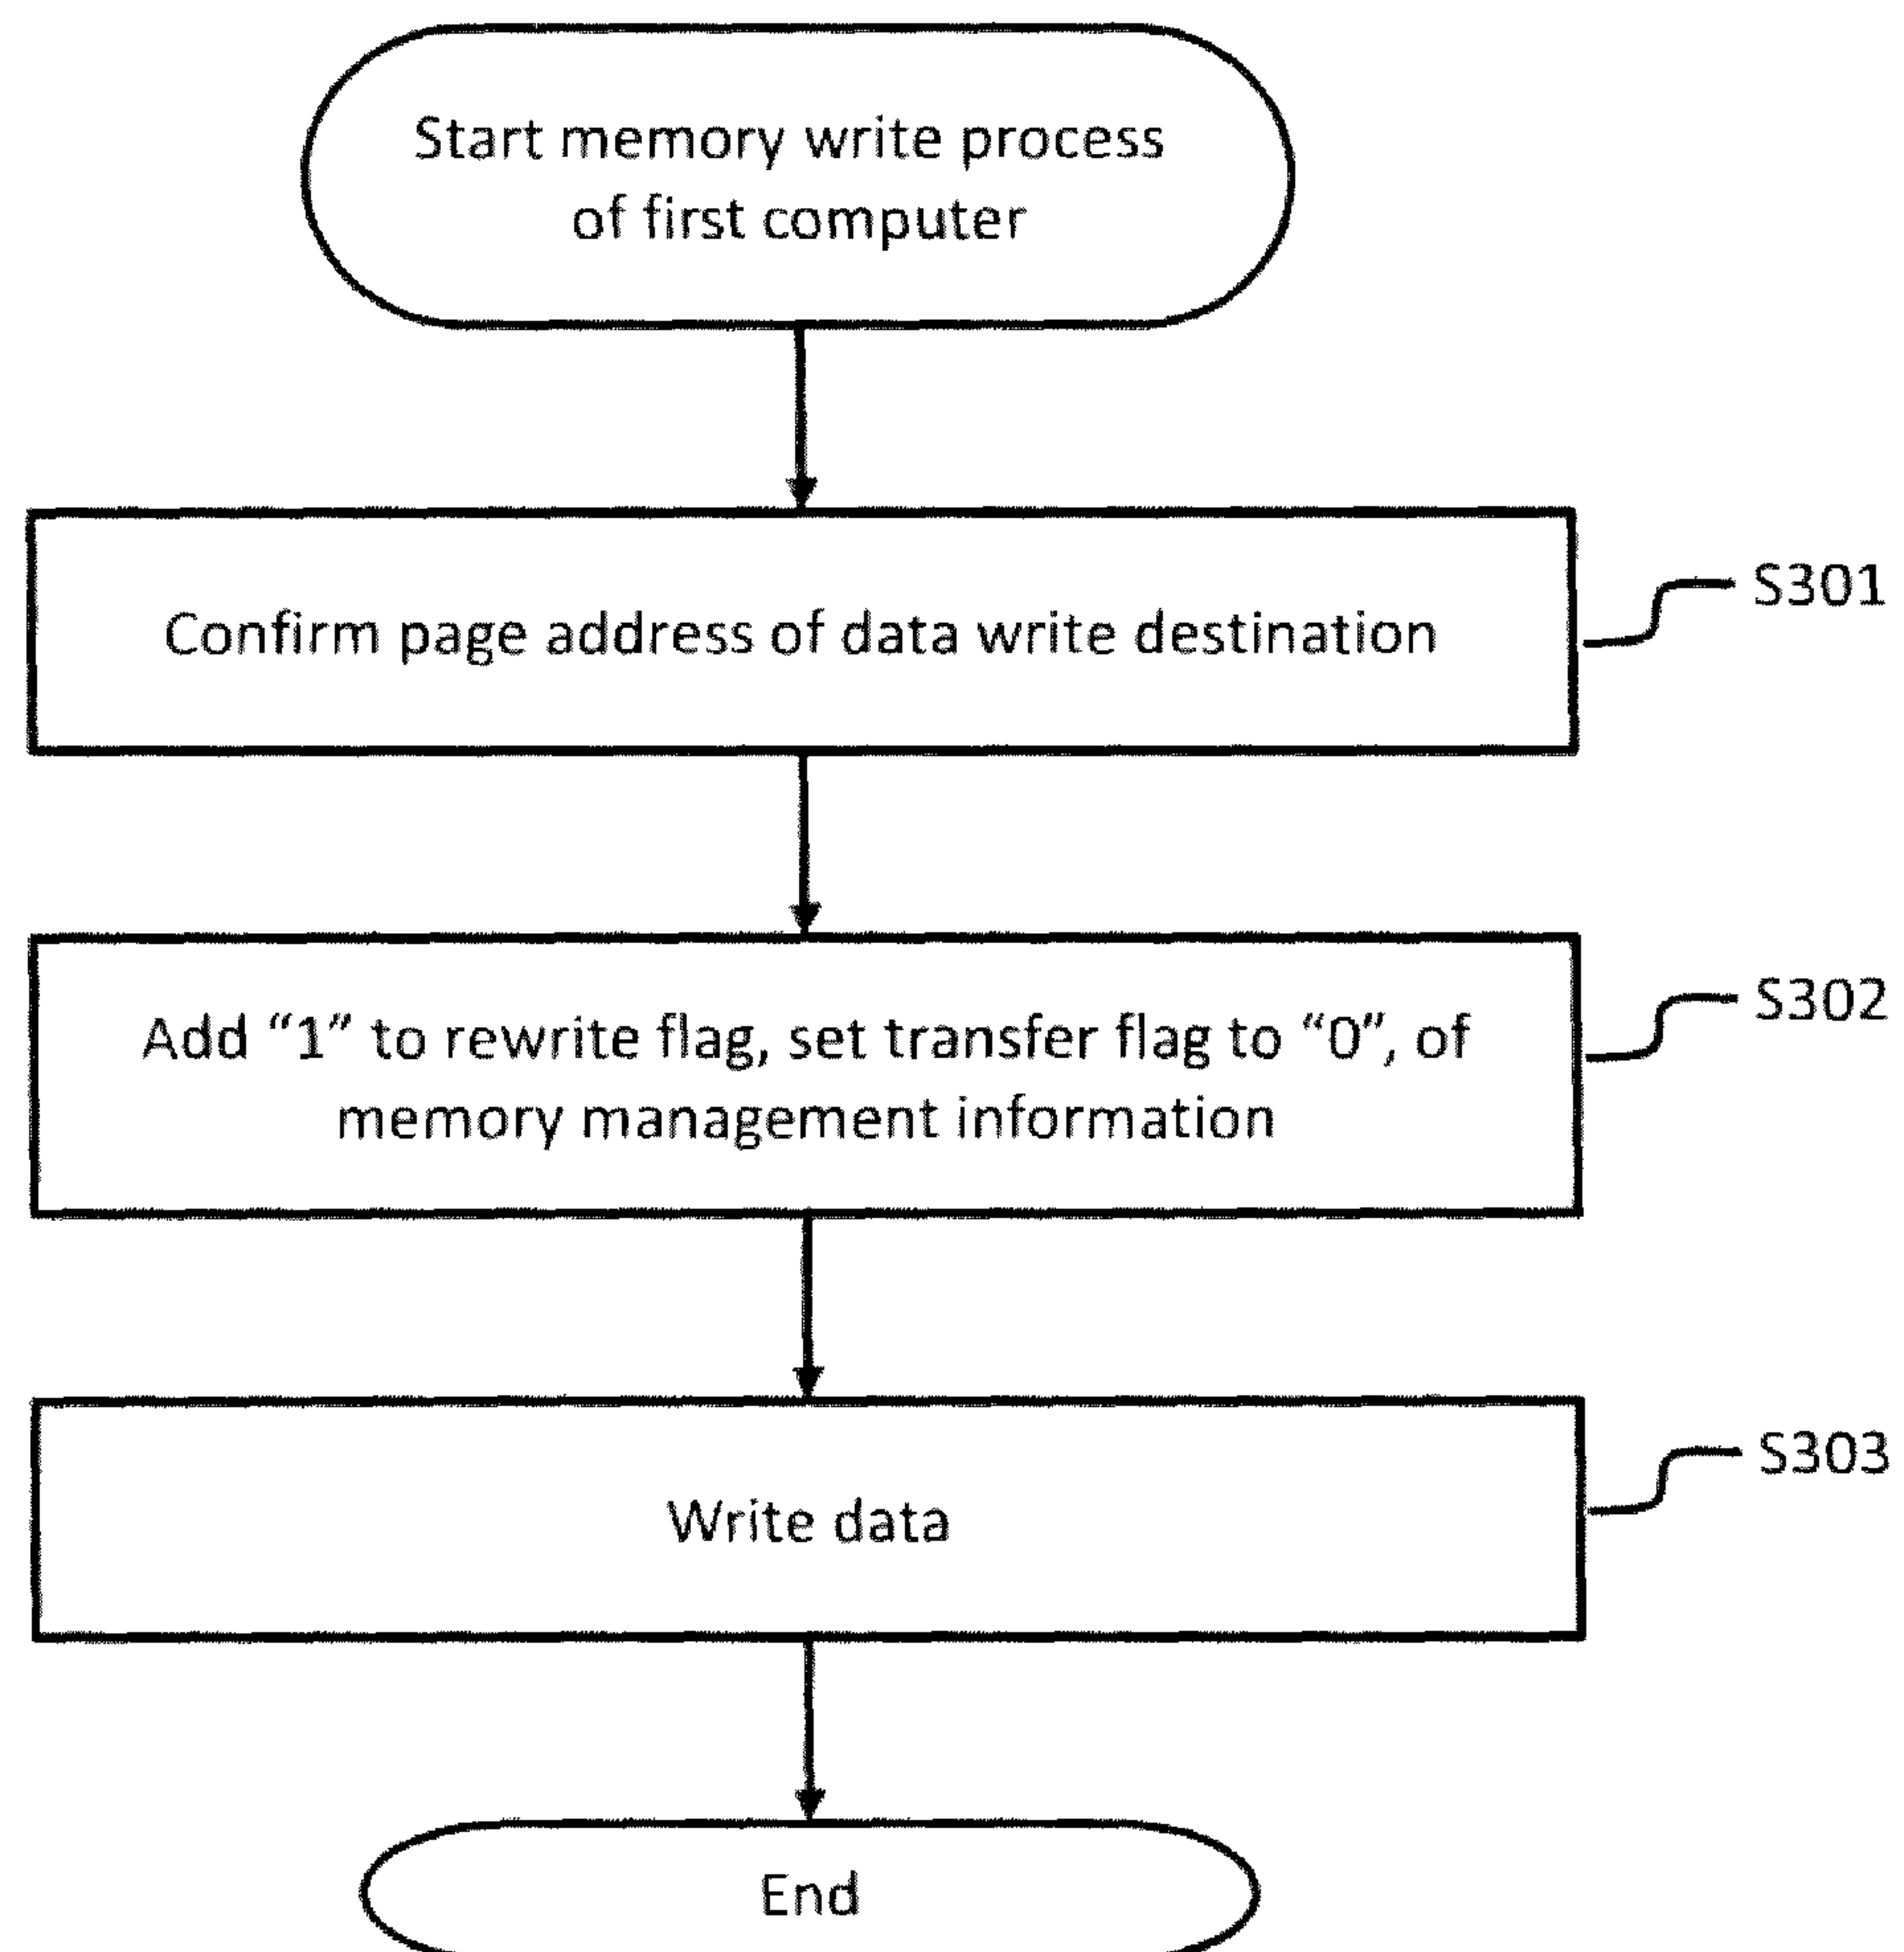 Start memory write process
of first computer
Confirm page address of data write destination
S301
Add “1” to rewrite flag, set transfer flag to “0”, of
memory management information
S302
Write data
S303
End